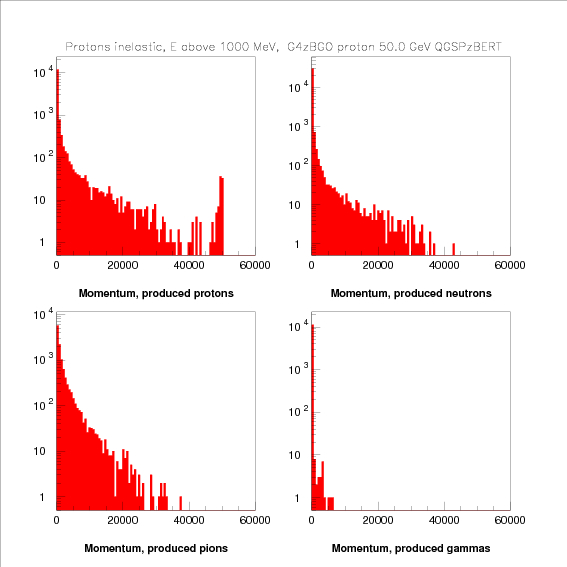 Protons inelastic, E above 1000 MeV, G4zBGO proton 50.0 GeV QGSPzBERT
10 4
10 3
10 2
10
1
0 20000 40000 60000
Momentum, produced protons
10 4
10 3
10 2
10
1
0 20000 40000 60000
Momentum, produced neutrons
10 4
10 3
10 2
10
1
0 20000 40000 60000
Momentum, produced pions
10 4
10 3
10 2
10
1
0 20000 40000 60000
Momentum, produced gammas